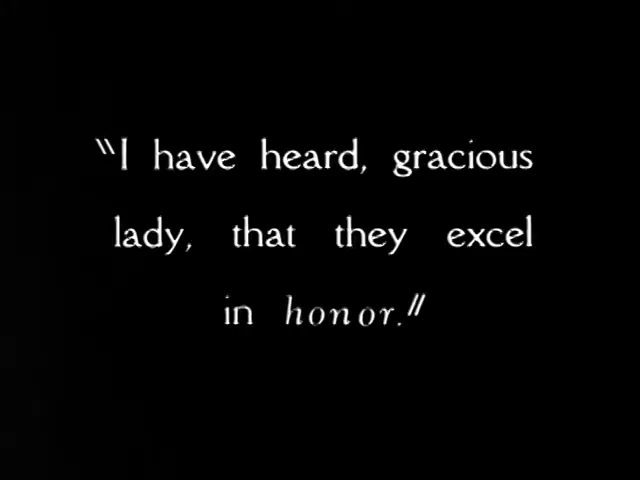 "I have heard, gracious
lady, that they excel
in honor."